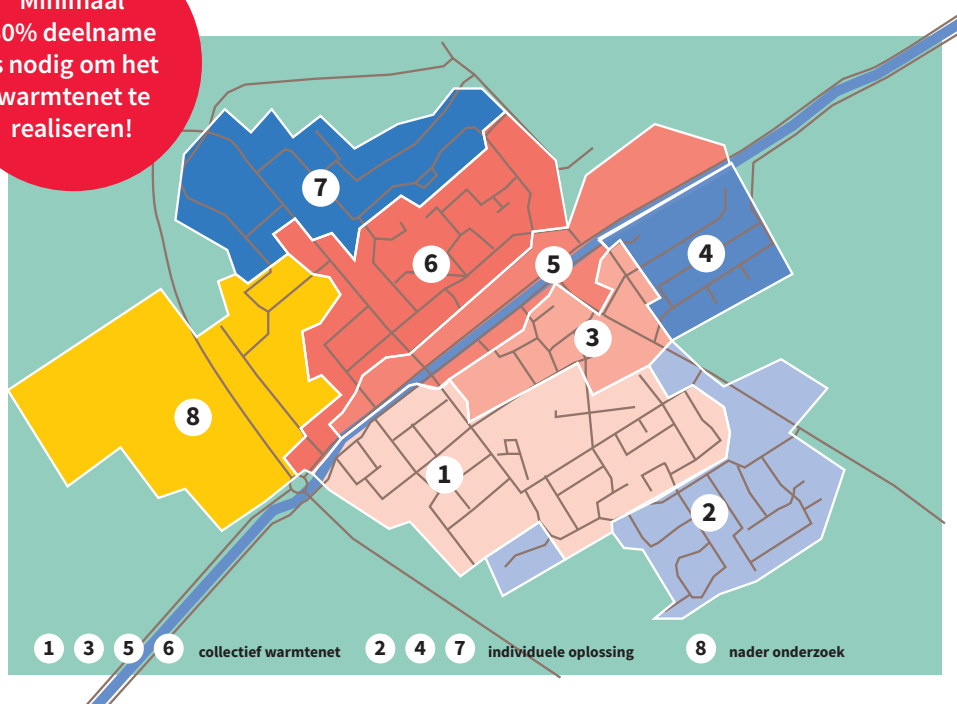 Minimaal
0% deelname
nodig om het
warmtenet te
realiseren!
7
6
5
4
3
8
1
2
1 3 5 6 collectief warmtenet 2 4 7 individuele oplossing 8 nader onderzoek